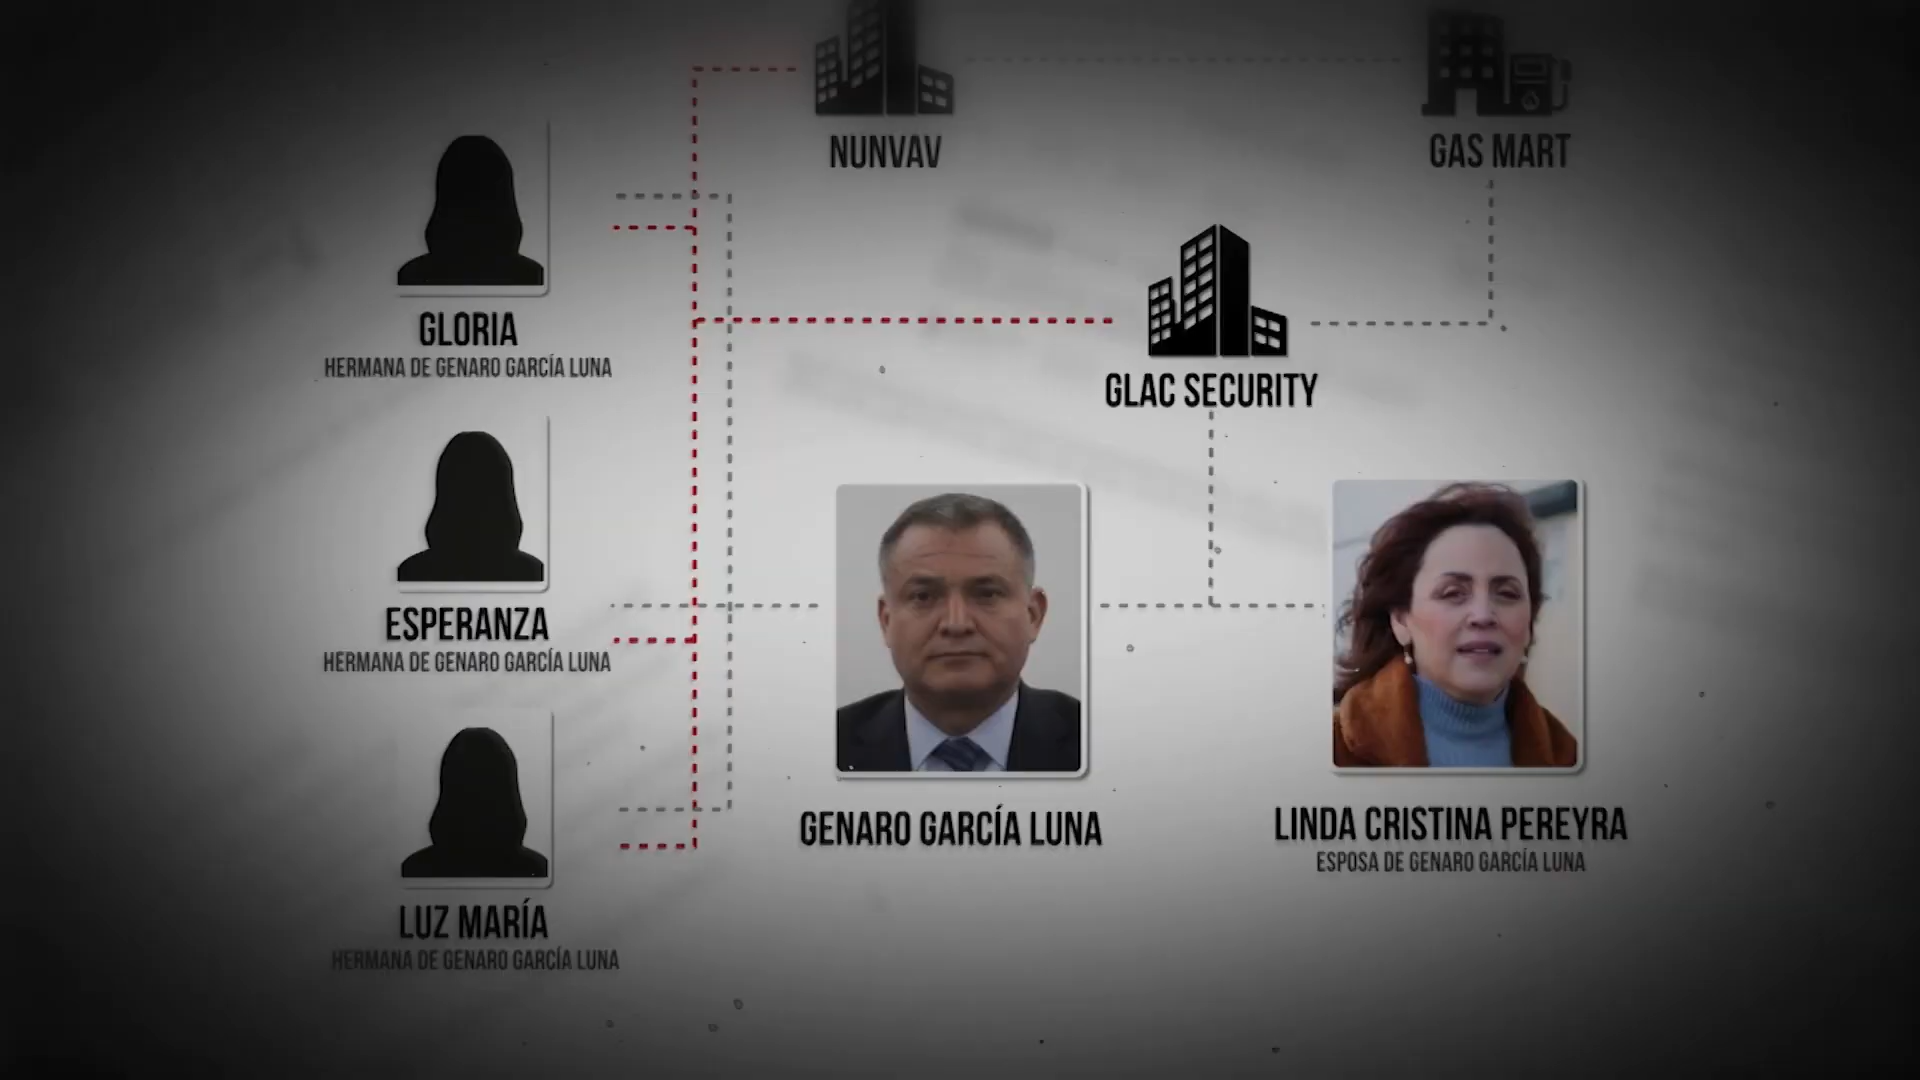 NUNVAV
GAS MART
GLORIA
HERMANA DE GENARO GARCÍA LUNA
GLAC SECURITY
ESPERANZA
HERMANA DE GENARO GARCÍA LUNA
GENARO GARCÍA LUNA
LINDA CRISTINA PEREYRA
ESPOSA DE GENARO GARCÍA LUNA
LUZ MARÍA
HERMANA DE GENARO GARCÍA LUNA